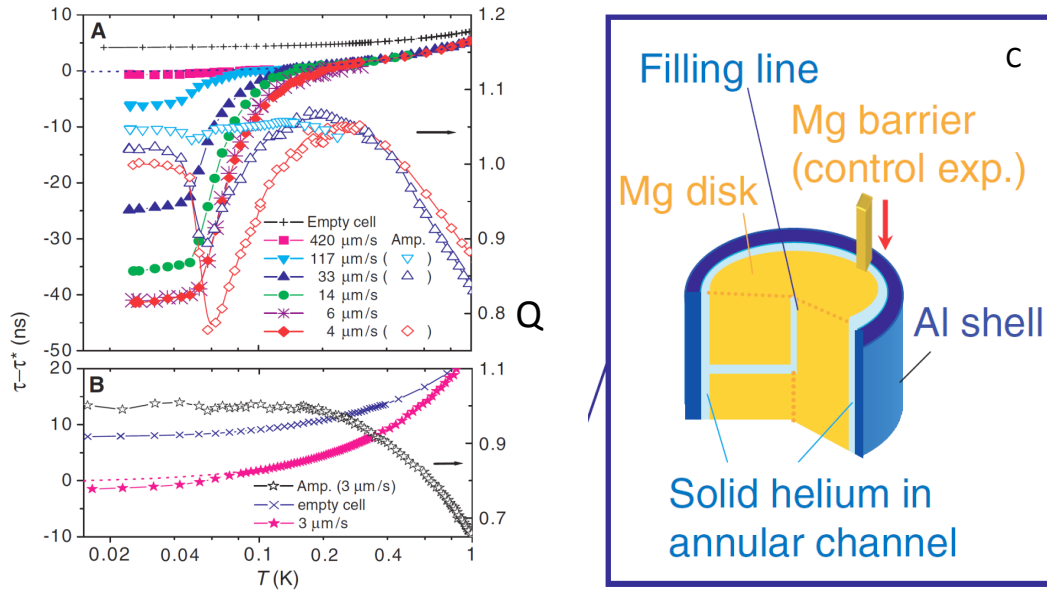 A
10
0
-10
-20
-30
-40
-50
1.2
1.1
1.0
0.9
0.8
Q
Empty cell
420 μm/s Amp.
117 μm/s ( )
33 μm/s ( )
14 μm/s
6 μm/s
4 μm/s ( )
τ–τ* (ns)
B
20
10
0
-10
1.1
1.0
0.9
0.8
0.7
Amp. (3 μm/s)
empty cell
3 μm/s
0.02 0.04 0.1 0.2 0.4 1
T (K)
C
Filling line
Mg barrier
(control exp.)
Mg disk
Al shell
Solid helium in
annular channel